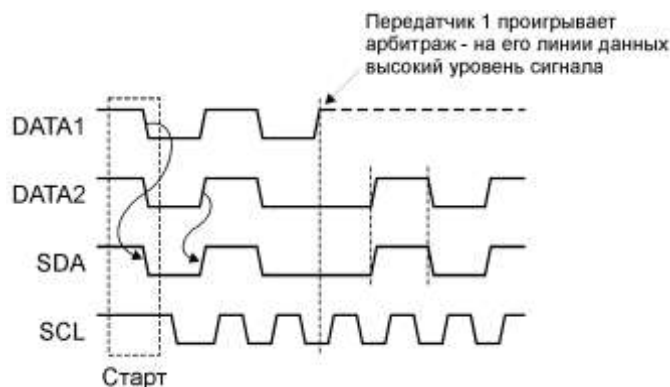 Передатчик 1 проигрывает
арбитраж - на его линии данных
высокий уровень сигнала
DATA1
DATA2
SDA
SCL
Старт